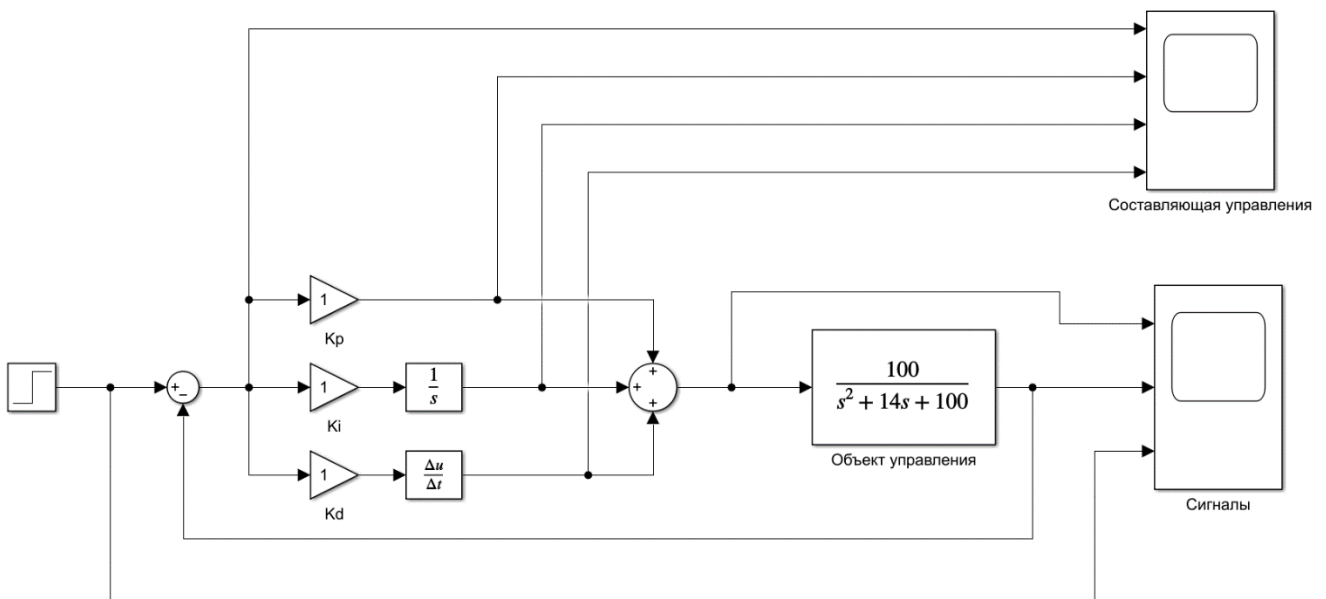 Составляющая управления
1
Kp
+
−
1
Ki
1
s
+
+
+
100
s² + 14s + 100
Объект управления
1
Kd
Δu
Δt
Сигналы